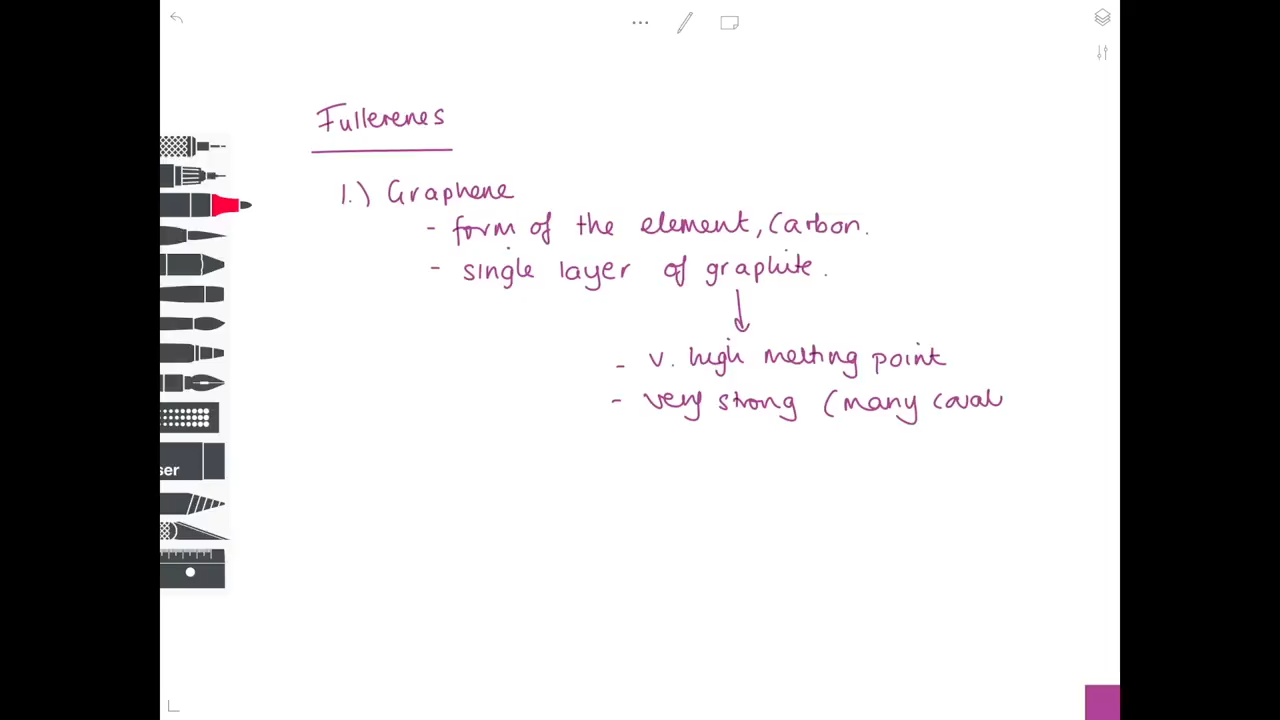 Fullerenes
1.) Graphene
- form of the element, Carbon.
- single layer of graphite.
- v. high melting point
- very strong (many coval
ser